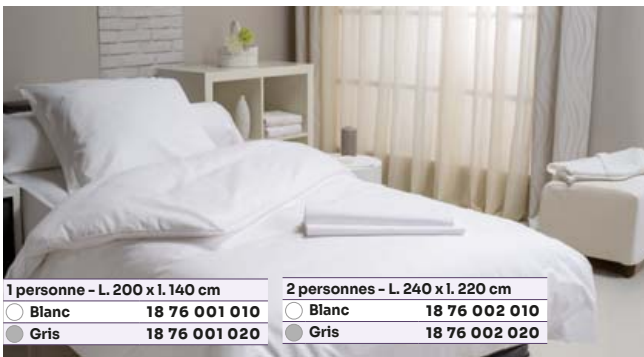 1 personne - L. 200 x l. 140 cm
Blanc 18 76 001 010
Gris 18 76 001 020
2 personnes - L. 240 x l. 220 cm
Blanc 18 76 002 010
Gris 18 76 002 020